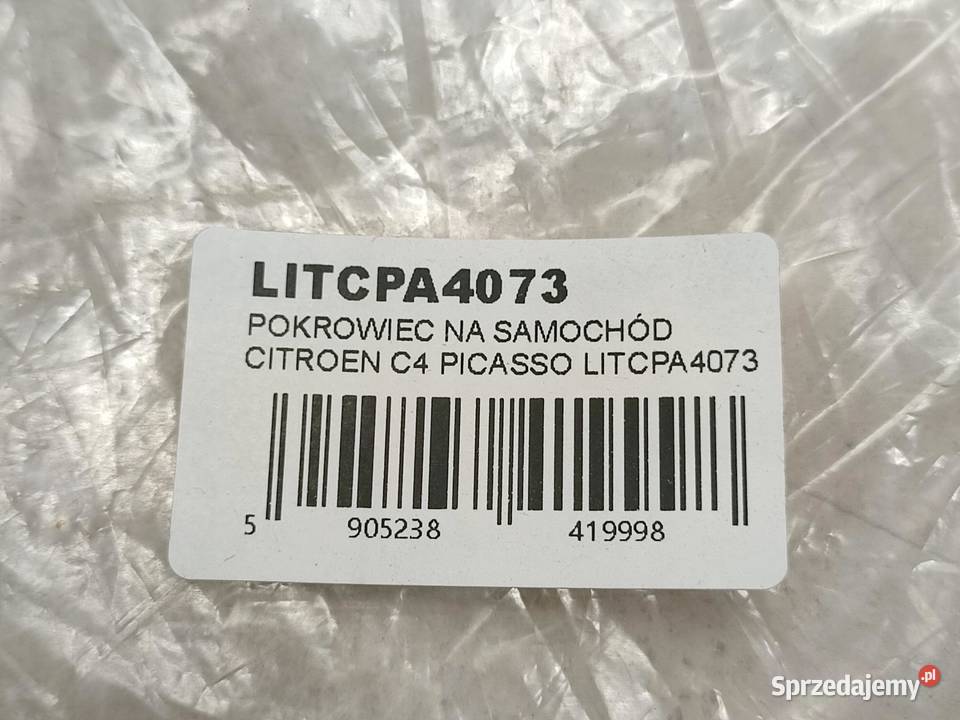 LITCPA4073
POKROWIEC NA SAMOCHÓD
CITROEN C4 PICASSO LITCPA4073
5 905238 419998
Sprzedajemy.pl